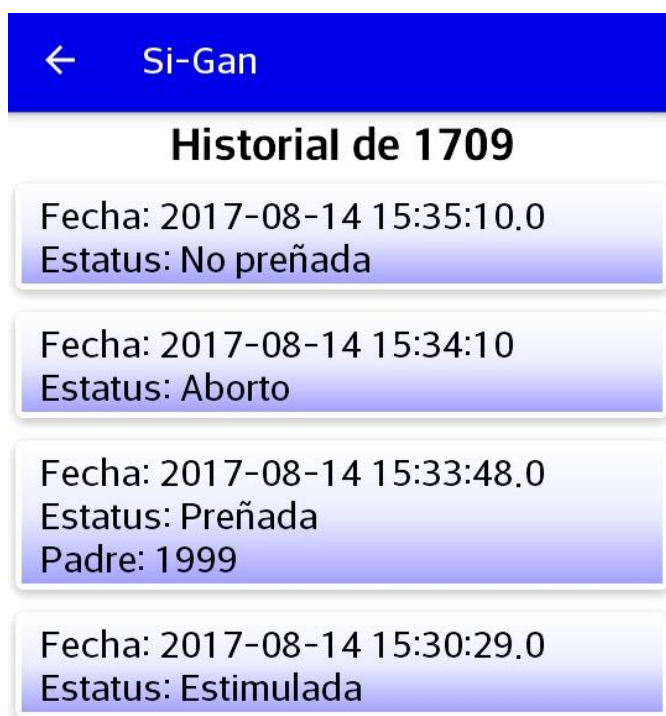 Si-Gan
Historial de 1709
Fecha: 2017-08-14 15:35:10.0
Estatus: No preñada
Fecha: 2017-08-14 15:34:10
Estatus: Aborto
Fecha: 2017-08-14 15:33:48.0
Estatus: Preñada
Padre: 1999
Fecha: 2017-08-14 15:30:29.0
Estatus: Estimulada